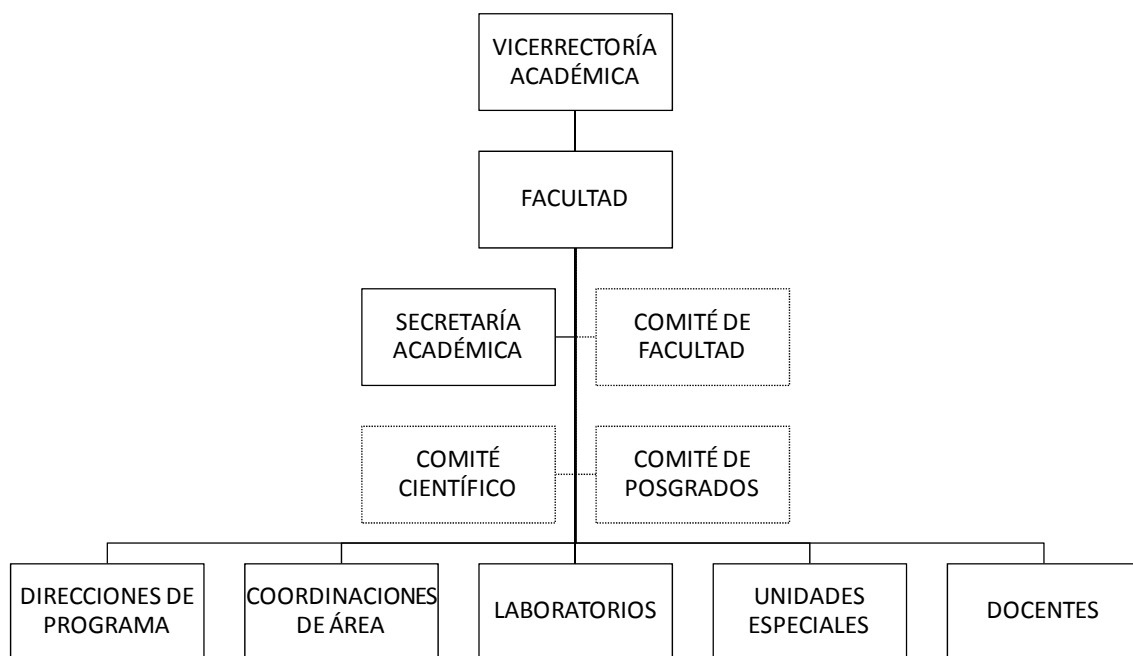 VICERRECTORÍA
ACADÉMICA
FACULTAD
SECRETARÍA
ACADÉMICA
COMITÉ DE
FACULTAD
COMITÉ
CIENTÍFICO
COMITÉ DE
POSGRADOS
DIRECCIONES DE
PROGRAMA
COORDINACIONES
DE ÁREA
LABORATORIOS
UNIDADES
ESPECIALES
DOCENTES